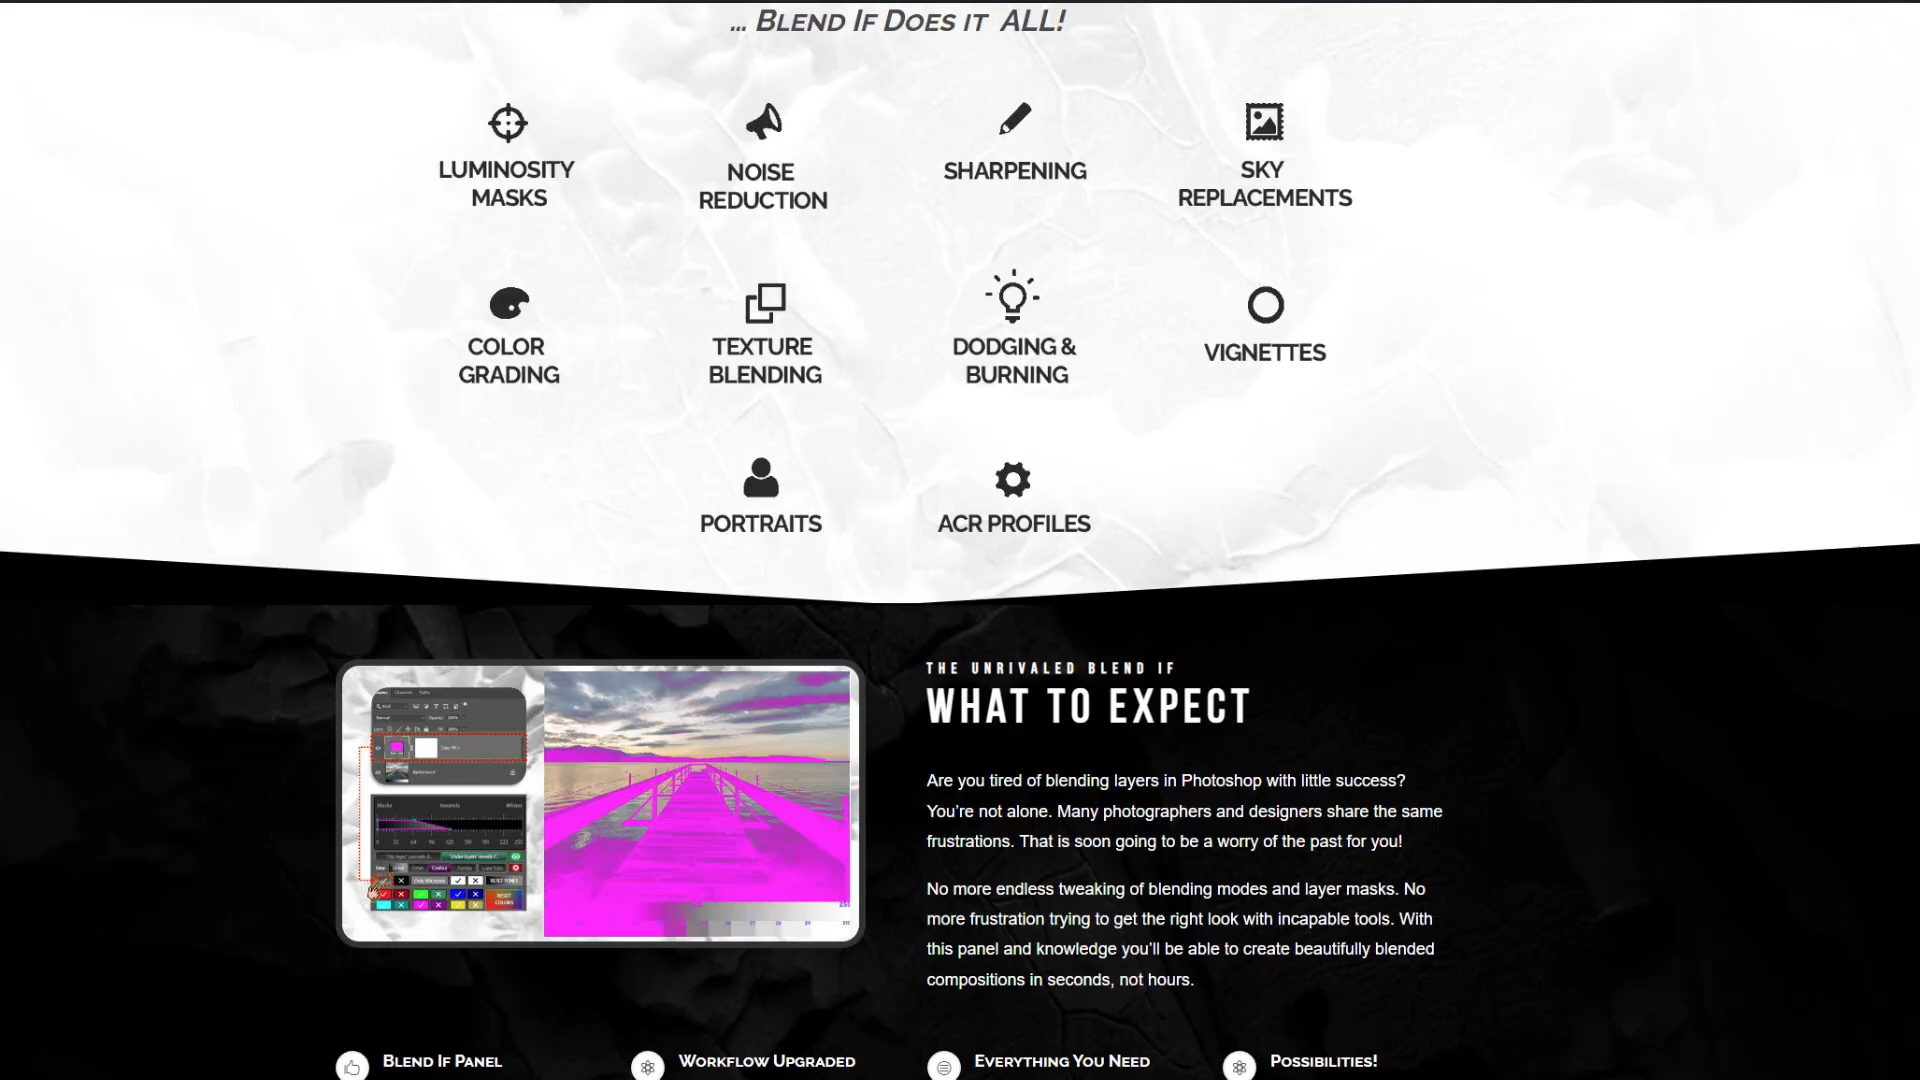 ... Blend If Does it ALL!
LUMINOSITY
MASKS
NOISE
REDUCTION
SHARPENING
SKY
REPLACEMENTS
COLOR
GRADING
TEXTURE
BLENDING
DODGING &
BURNING
VIGNETTES
PORTRAITS
ACR PROFILES
THE UNRIVALED BLEND IF
WHAT TO EXPECT
Are you tired of blending layers in Photoshop with little success?
You’re not alone. Many photographers and designers share the same
frustrations. That is soon going to be a worry of the past for you!
No more endless tweaking of blending modes and layer masks. No
more frustration trying to get the right look with incapable tools. With
this panel and knowledge you’ll be able to create beautifully blended
compositions in seconds, not hours.
RESET
COLORS
Blend If Panel
Workflow Upgraded
Everything You Need
Possibilities!